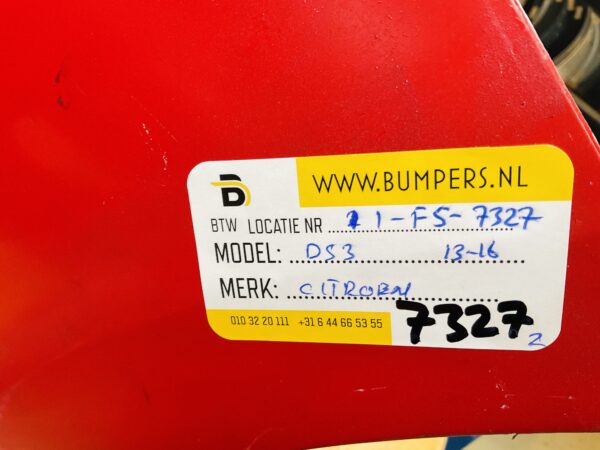 WWW.BUMPERS.NL
BTW LOCATIE NR 1-F5-7327
MODEL: DS3 13-16
MERK: CITROEN
010 32 20 111 +31 6 44 66 53 55
7327 2